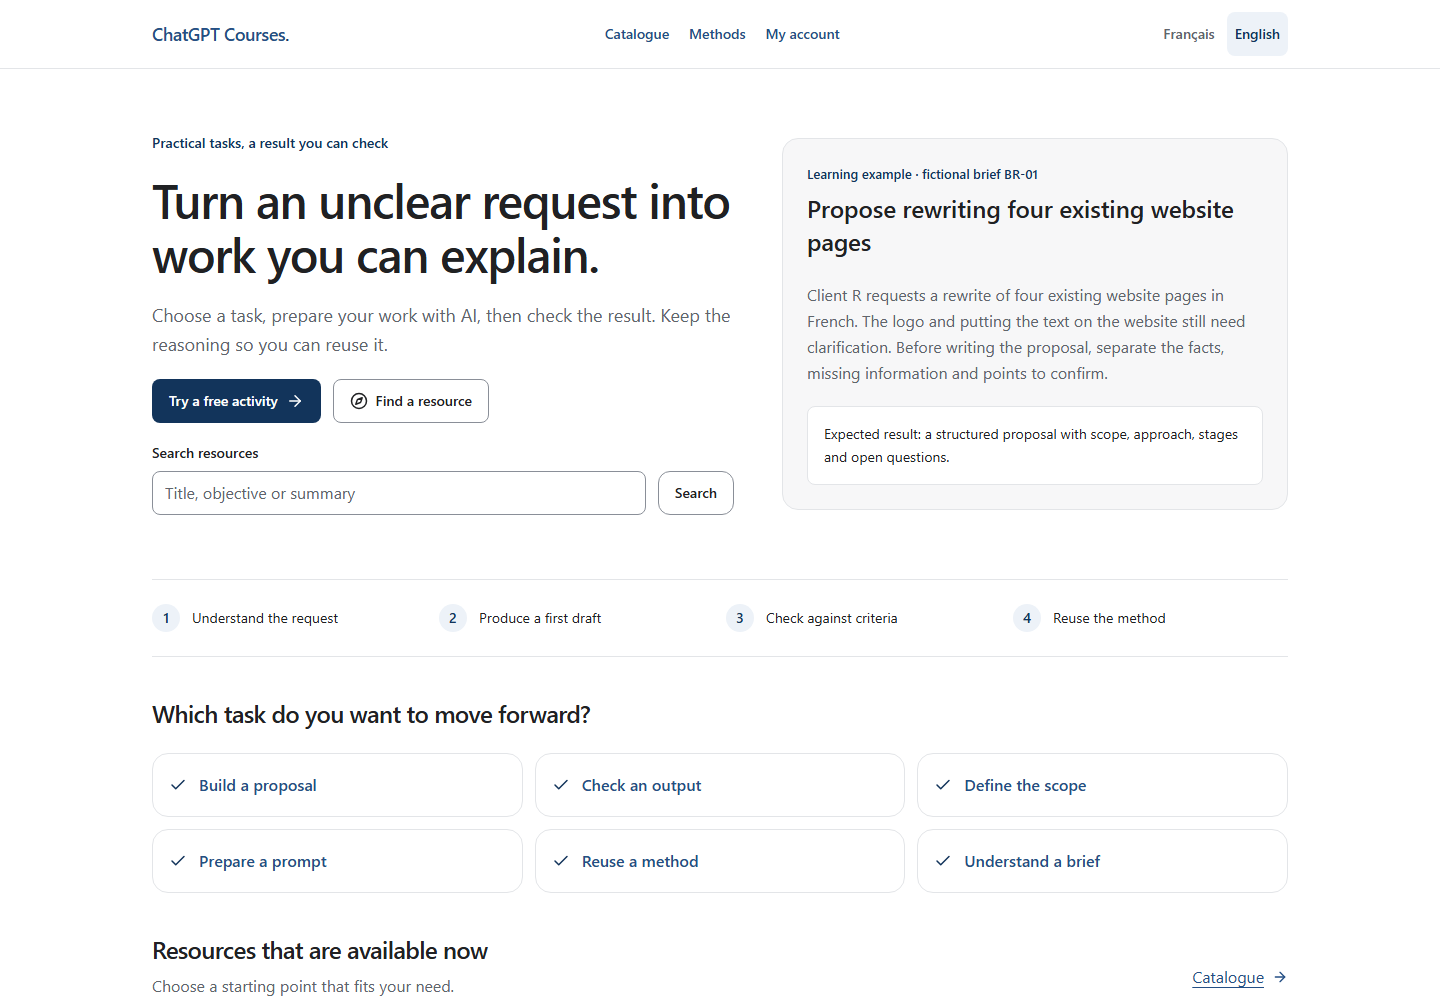 ChatGPT Courses.
Catalogue
Methods
My account
Français
English
Practical tasks, a result you can check
Turn an unclear request into
work you can explain.
Choose a task, prepare your work with AI, then check the result. Keep the
reasoning so you can reuse it.
Try a free activity
Find a resource
Search resources
Title, objective or summary
Search
Learning example · fictional brief BR-01
Propose rewriting four existing website
pages
Client R requests a rewrite of four existing website pages in
French. The logo and putting the text on the website still need
clarification. Before writing the proposal, separate the facts,
missing information and points to confirm.
Expected result: a structured proposal with scope, approach, stages
and open questions.
1 Understand the request
2 Produce a first draft
3 Check against criteria
4 Reuse the method
Which task do you want to move forward?
Build a proposal
Check an output
Define the scope
Prepare a prompt
Reuse a method
Understand a brief
Resources that are available now
Choose a starting point that fits your need.
Catalogue